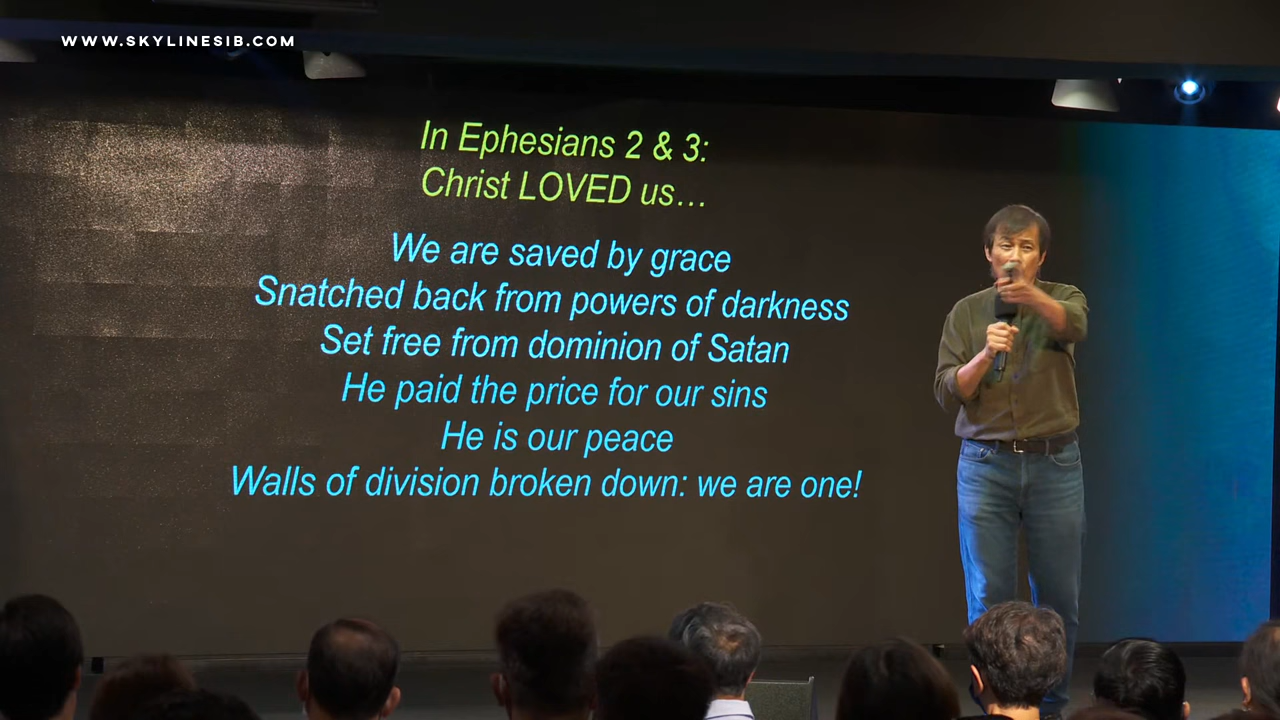 WWW.SKYLINESIB.COM
In Ephesians 2 & 3:
Christ LOVED us...
We are saved by grace
Snatched back from powers of darkness
Set free from dominion of Satan
He paid the price for our sins
He is our peace
Walls of division broken down: we are one!